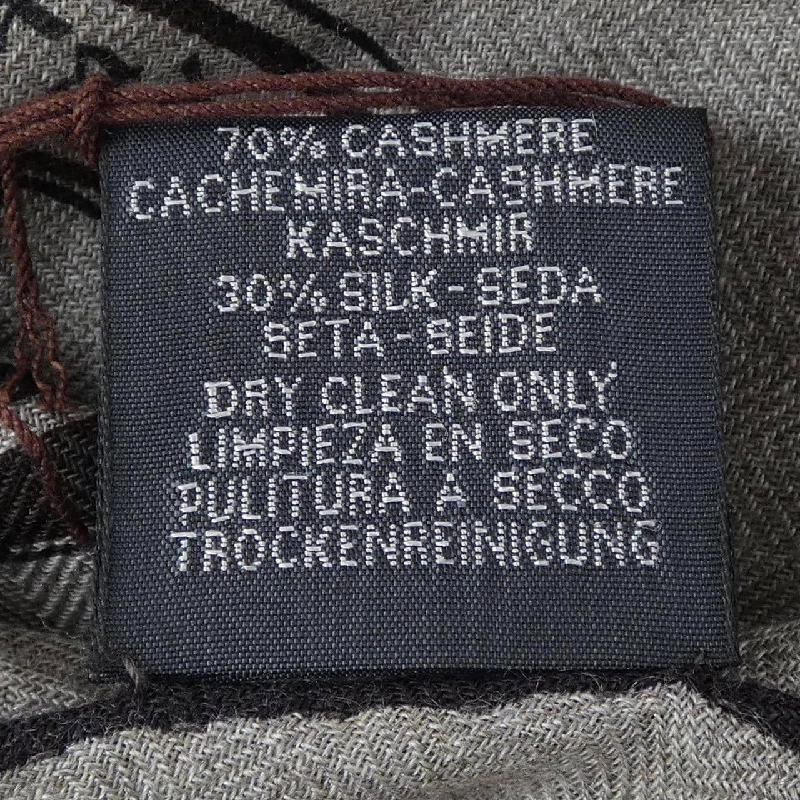 70% CASHMERE
CACHEMIRA-CASHMERE
KASCHMIR
30% SILK-SEDA
SETA-SEIDE
DRY CLEAN ONLY
LIMPIEZA EN SECO
PULITURA A SECCO
TROCKENREINIGUNG